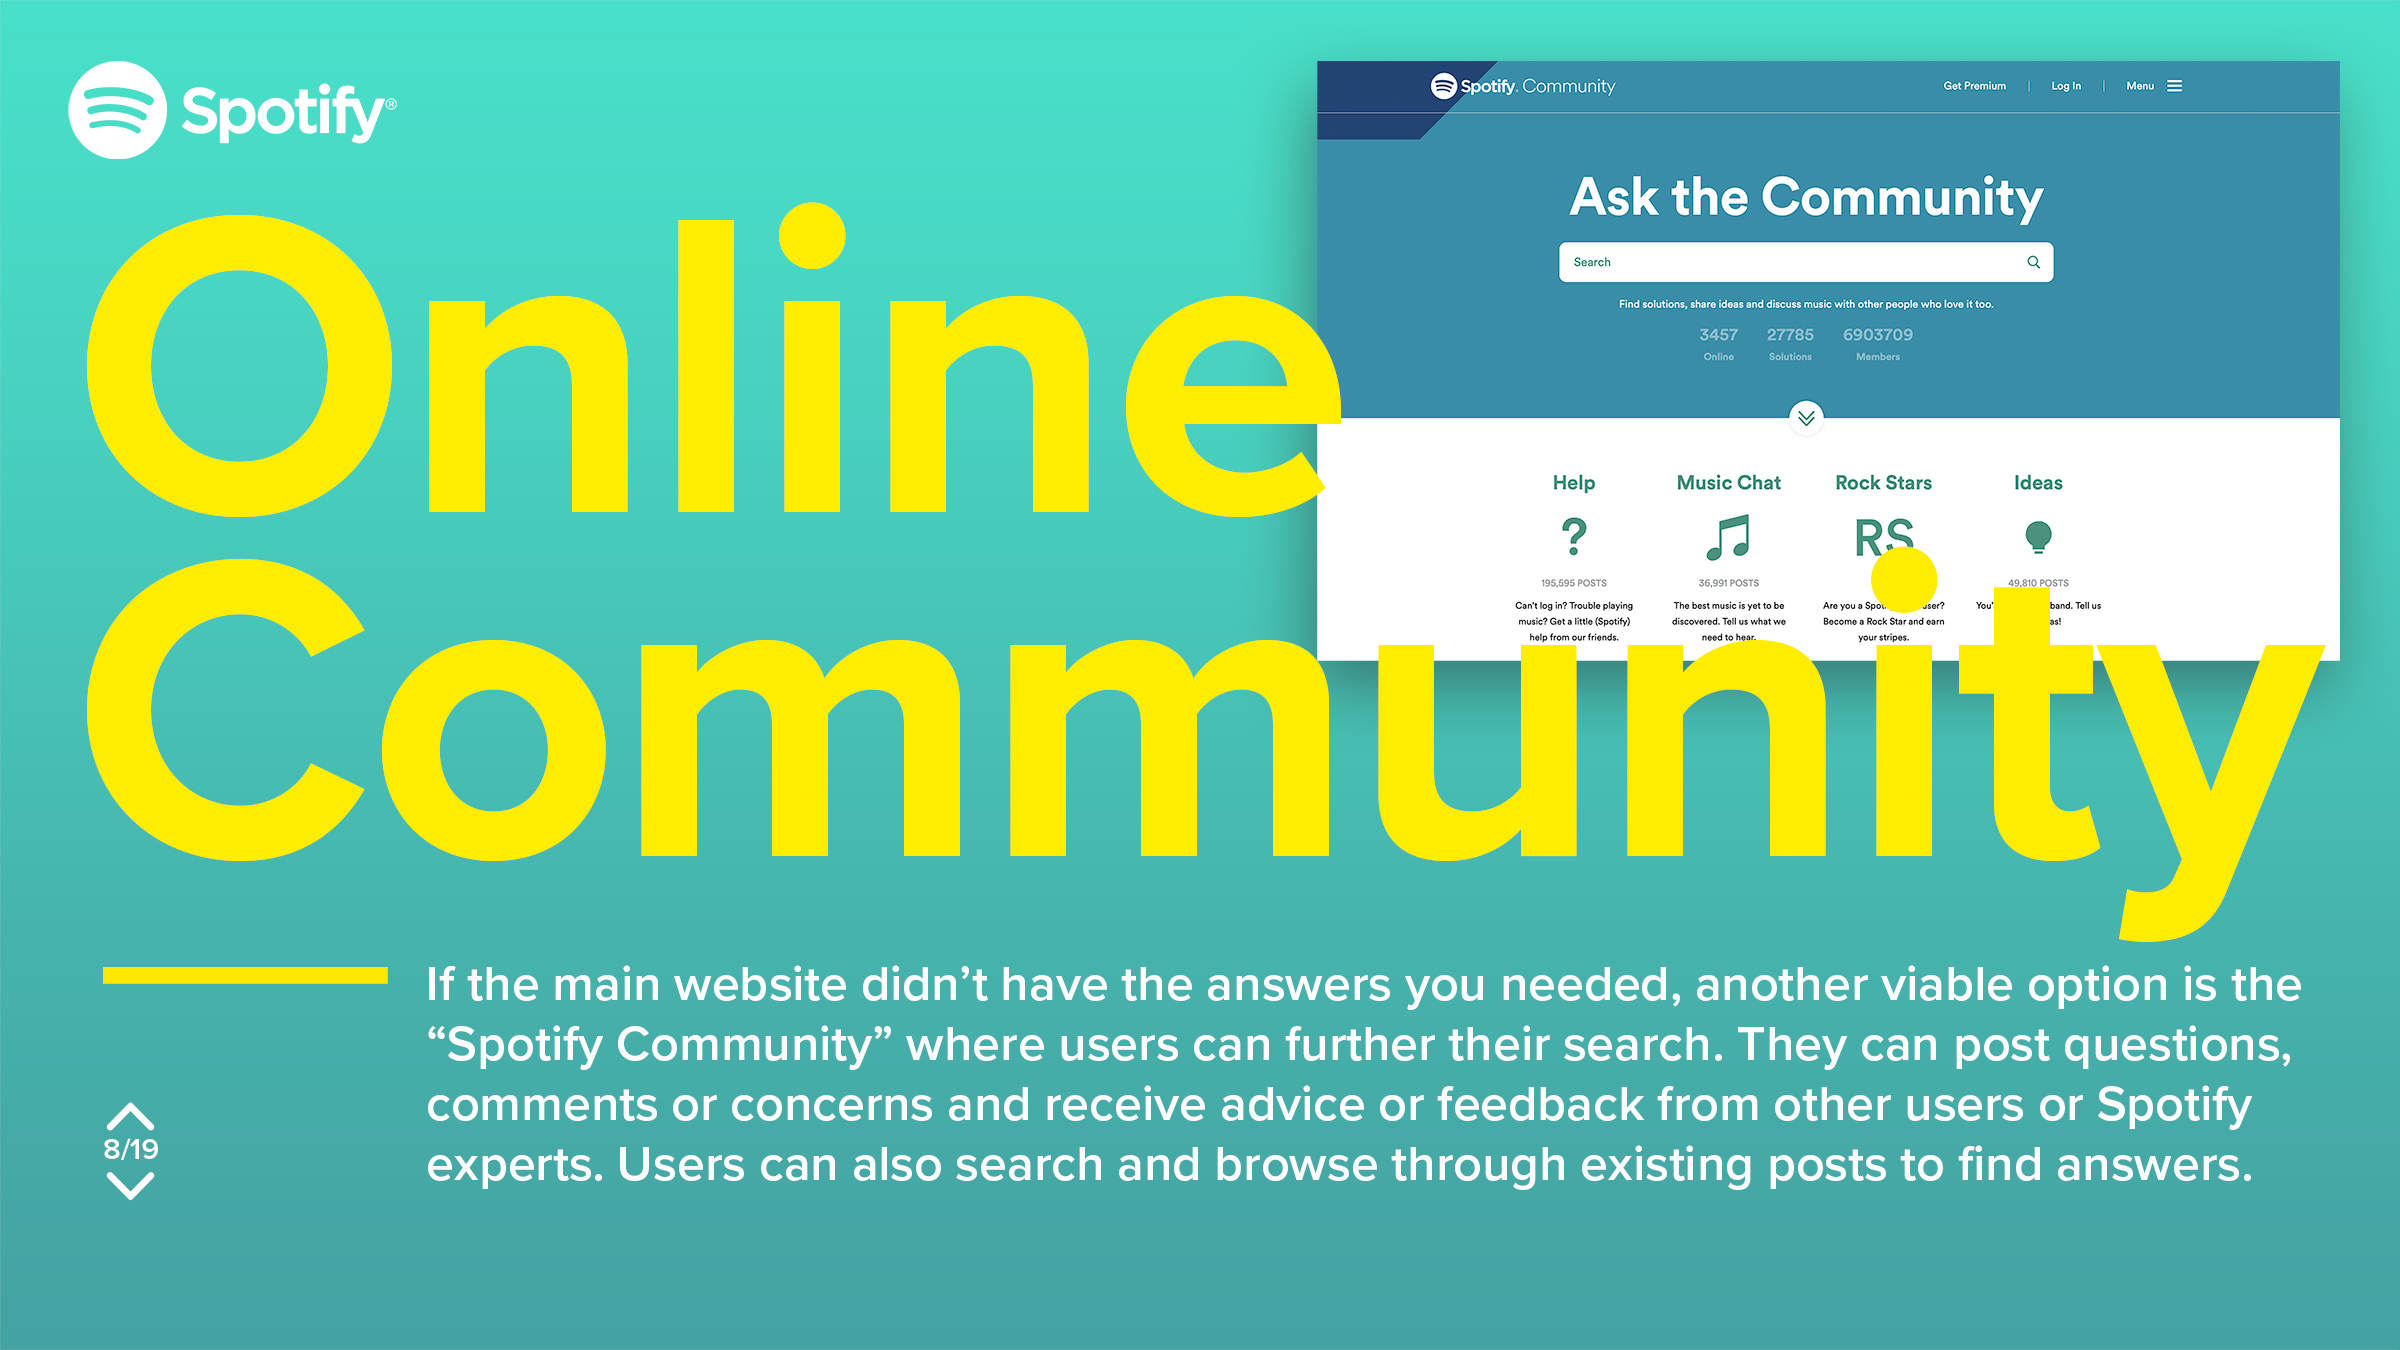 Spotify®
Online
Community
Spotify Community
Get Premium | Log In | Menu
Ask the Community
Search
Find solutions, share ideas and discuss music with other people who love it too.
3457 27785 6903709
Online Solutions Members
Help
195,595 POSTS
Can't log in? Trouble playing
music? Get a little (Spotify)
help from our friends.
Music Chat
36,991 POSTS
The best music is yet to be
discovered. Tell us what we
need to hear.
Rock Stars
RS
Are you a user?
Become a Rock Star and earn
your stripes.
Ideas
49,810 POSTS
band. Tell us
If the main website didn't have the answers you needed, another viable option is the
“Spotify Community” where users can further their search. They can post questions,
comments or concerns and receive advice or feedback from other users or Spotify
experts. Users can also search and browse through existing posts to find answers.
8/19